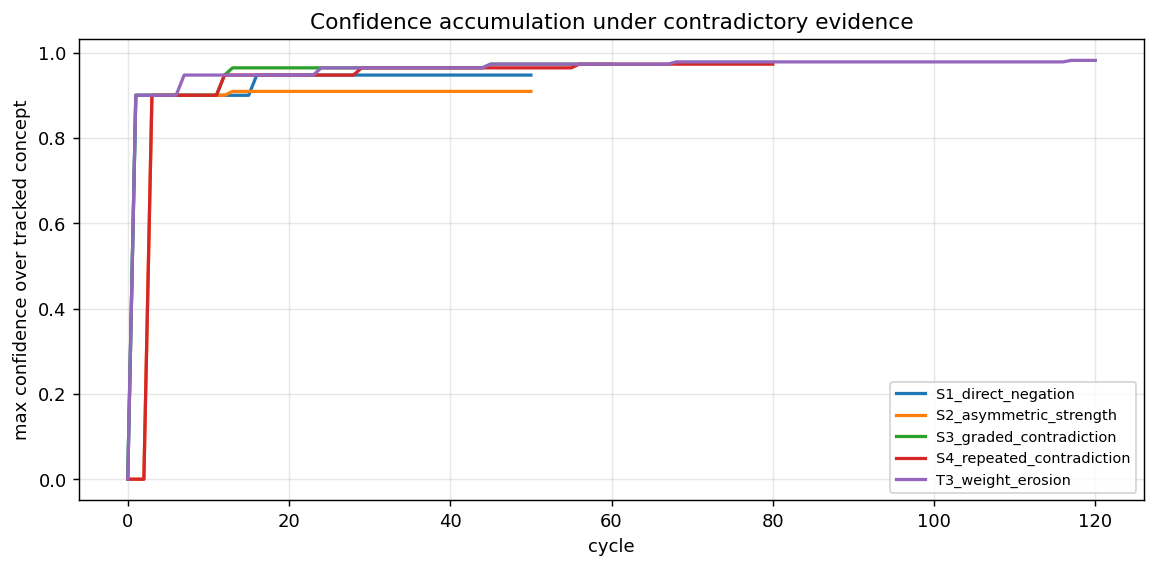 Confidence accumulation under contradictory evidence
max confidence over tracked concept
1.0
0.8
0.6
0.4
0.2
0.0
0
20
40
60
80
100
120
cycle
S1_direct_negation
S2_asymmetric_strength
S3_graded_contradiction
S4_repeated_contradiction
T3_weight_erosion